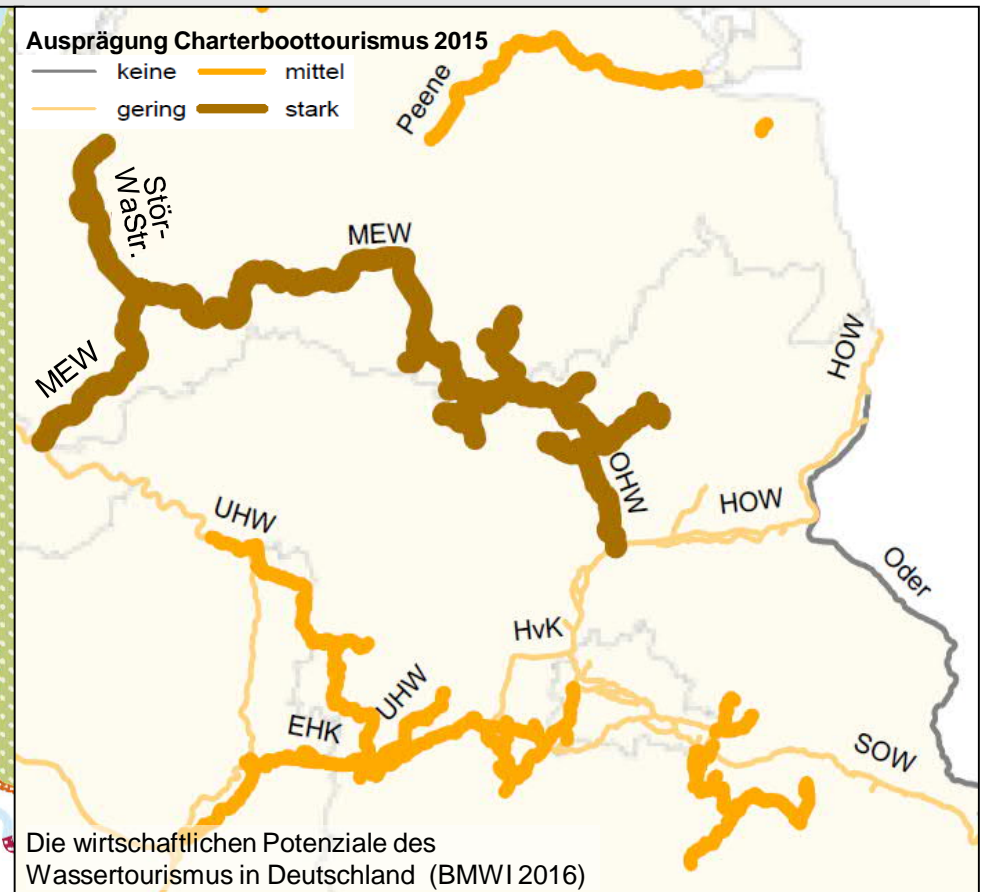 Ausprägung Charterboottourismus 2015
keine
mittel
gering
stark
Peene
Stör-
WaStr.
MEW
MEW
HOW
OHW
HOW
UHW
Oder
HvK
UHW
EHK
SOW
Die wirtschaftlichen Potenziale des
Wassertourismus in Deutschland (BMWI 2016)